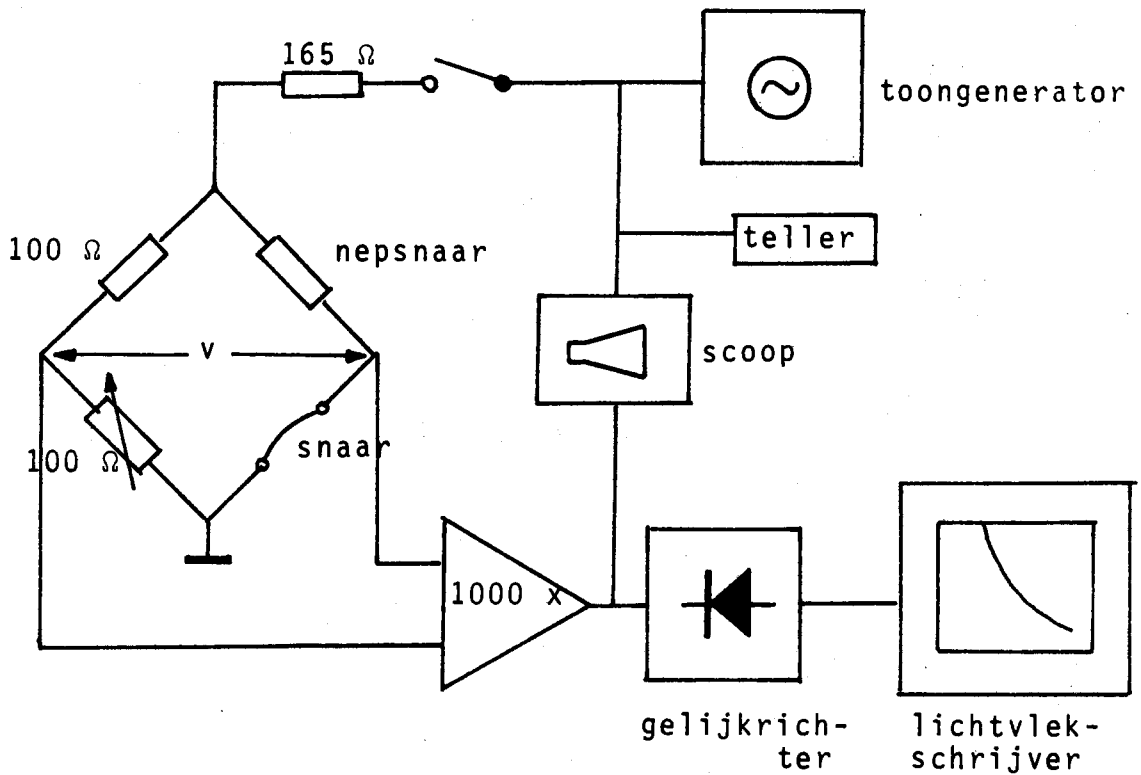 165 Ω
toongenerator
100 Ω
nepsnaar
teller
v
scoop
100 Ω
snaar
1000 x
gelijkrich-
ter
lichtvlek-
schrijver